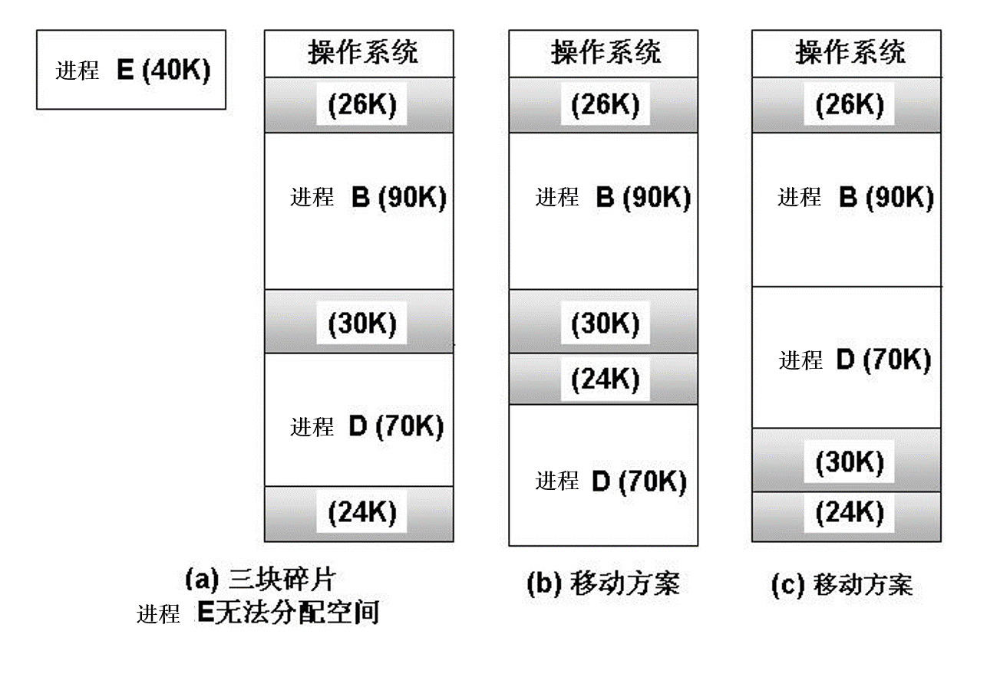 进程 E (40K)
操作系统
(26K)
进程 B (90K)
(30K)
进程 D (70K)
(24K)
(a) 三块碎片
进程 E无法分配空间
操作系统
(26K)
进程 B (90K)
(30K)
(24K)
进程 D (70K)
(b) 移动方案
操作系统
(26K)
进程 B (90K)
进程 D (70K)
(30K)
(24K)
(c) 移动方案